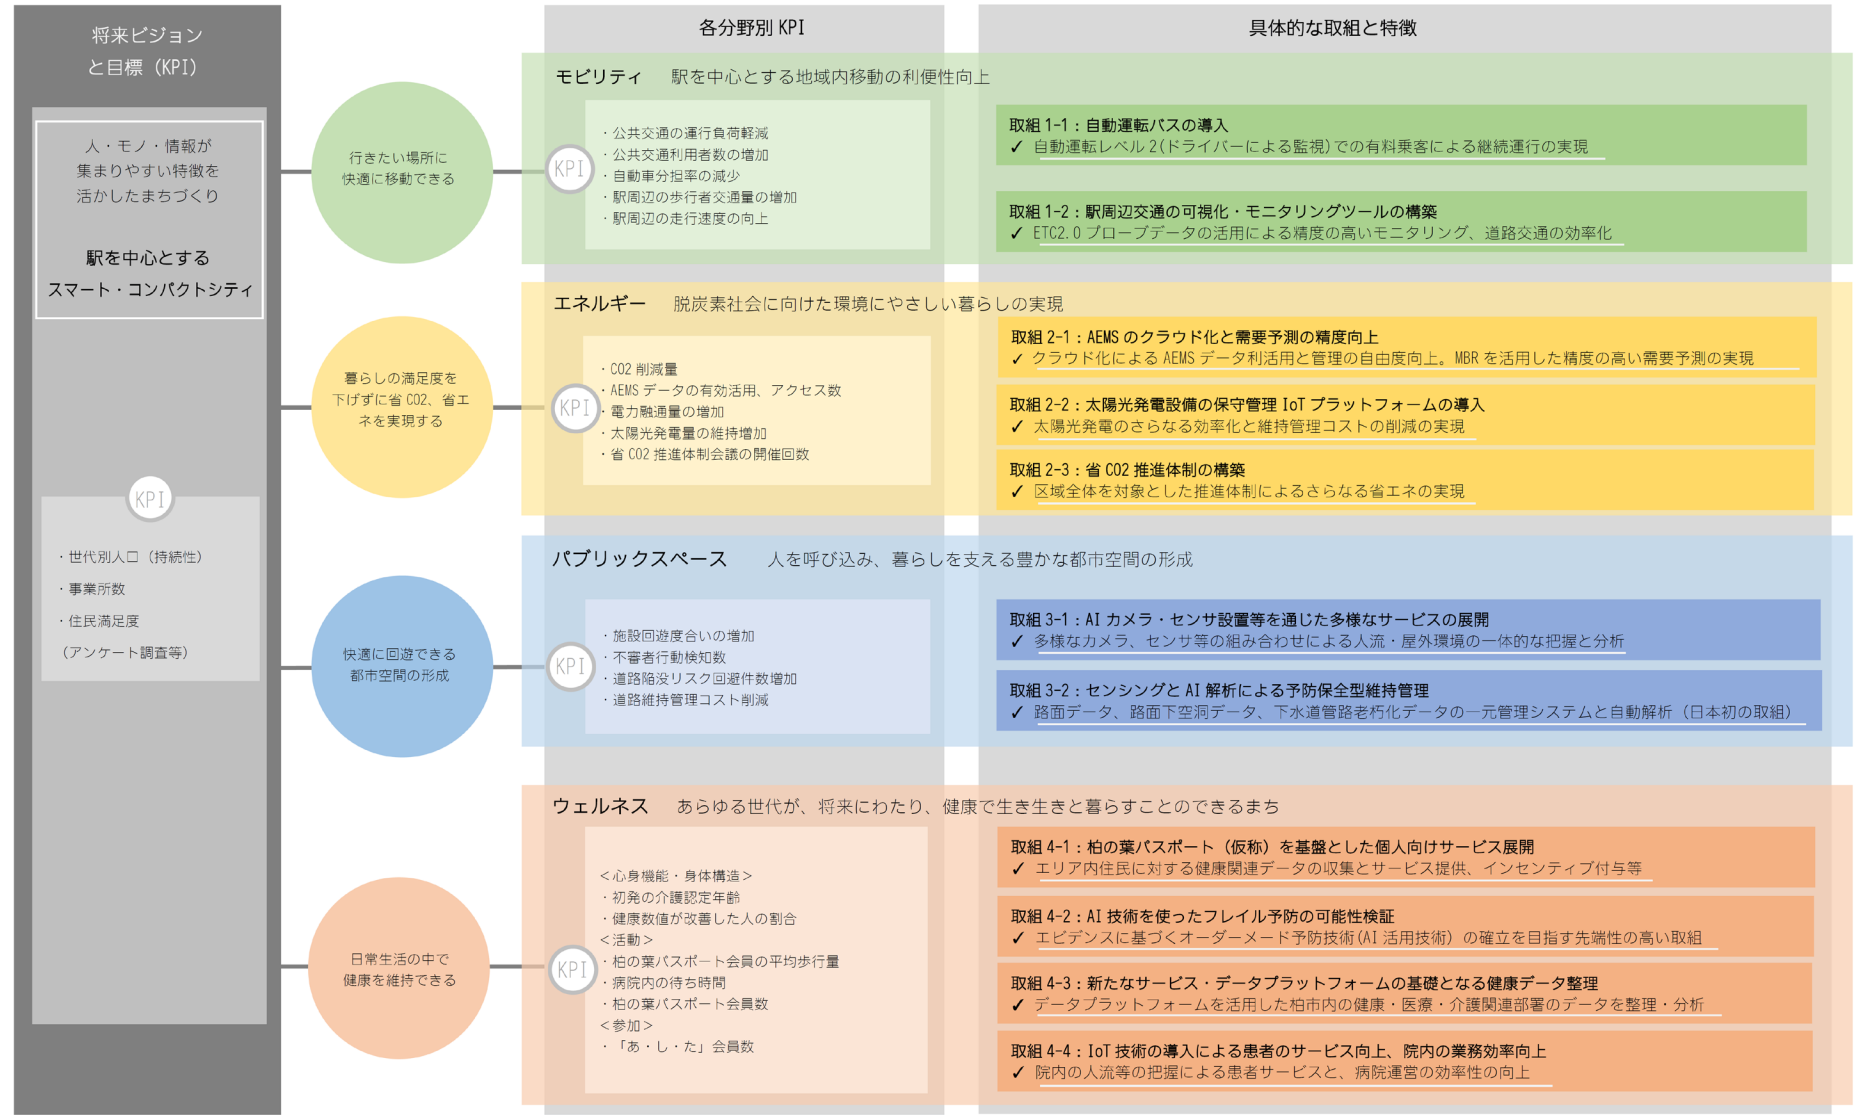 将来ビジョン
と目標（KPI）
人・モノ・情報が
集まりやすい特徴を
活かしたまちづくり
駅を中心とする
スマート・コンパクトシティ
KPI
・世代別人口（持続性）
・事業所数
・住民満足度
（アンケート調査等）
各分野別 KPI
具体的な取組と特徴
行きたい場所に
快適に移動できる
モビリティ　駅を中心とする地域内移動の利便性向上
KPI
・公共交通の運行負荷軽減
・公共交通利用者数の増加
・自動車分担率の減少
・駅周辺の歩行者交通量の増加
・駅周辺の走行速度の向上
取組 1-1：自動運転バスの導入
✓ 自動運転レベル 2(ドライバーによる監視)での有料乗客による継続運行の実現
取組 1-2：駅周辺交通の可視化・モニタリングツールの構築
✓ ETC2.0 プローブデータの活用による精度の高いモニタリング、道路交通の効率化
暮らしの満足度を
下げずに省 CO2、省エ
ネを実現する
エネルギー　脱炭素社会に向けた環境にやさしい暮らしの実現
KPI
・CO2 削減量
・AEMS データの有効活用、アクセス数
・電力融通量の増加
・太陽光発電量の維持増加
・省 CO2 推進体制会議の開催回数
取組 2-1：AEMS のクラウド化と需要予測の精度向上
✓ クラウド化による AEMS データ利活用と管理の自由度向上。MBR を活用した精度の高い需要予測の実現
取組 2-2：太陽光発電設備の保守管理 IoT プラットフォームの導入
✓ 太陽光発電のさらなる効率化と維持管理コストの削減の実現
取組 2-3：省 CO2 推進体制の構築
✓ 区域全体を対象とした推進体制によるさらなる省エネの実現
快適に回遊できる
都市空間の形成
パブリックスペース　人を呼び込み、暮らしを支える豊かな都市空間の形成
KPI
・施設回遊度合いの増加
・不審者行動検知数
・道路陥没リスク回避件数増加
・道路維持管理コスト削減
取組 3-1：AI カメラ・センサ設置等を通じた多様なサービスの展開
✓ 多様なカメラ、センサ等の組み合わせによる人流・屋外環境の一体的な把握と分析
取組 3-2：センシングと AI 解析による予防保全型維持管理
✓ 路面データ、路面下空洞データ、下水道管路老朽化データの一元管理システムと自動解析（日本初の取組）
日常生活の中で
健康を維持できる
ウェルネス　あらゆる世代が、将来にわたり、健康で生き生きと暮らすことのできるまち
KPI
＜心身機能・身体構造＞
・初発の介護認定年齢
・健康数値が改善した人の割合
＜活動＞
・柏の葉パスポート会員の平均歩行量
・病院内の待ち時間
・柏の葉パスポート会員数
＜参加＞
・「あ・し・た」会員数
取組 4-1：柏の葉パスポート（仮称）を基盤とした個人向けサービス展開
✓ エリア内住民に対する健康関連データの収集とサービス提供、インセンティブ付与等
取組 4-2：AI 技術を使ったフレイル予防の可能性検証
✓ エビデンスに基づくオーダーメード予防技術(AI 活用技術）の確立を目指す先端性の高い取組
取組 4-3：新たなサービス・データプラットフォームの基礎となる健康データ整理
✓ データプラットフォームを活用した柏市内の健康・医療・介護関連部署のデータを整理・分析
取組 4-4：IoT 技術の導入による患者のサービス向上、院内の業務効率向上
✓ 院内の人流等の把握による患者サービスと、病院運営の効率性の向上